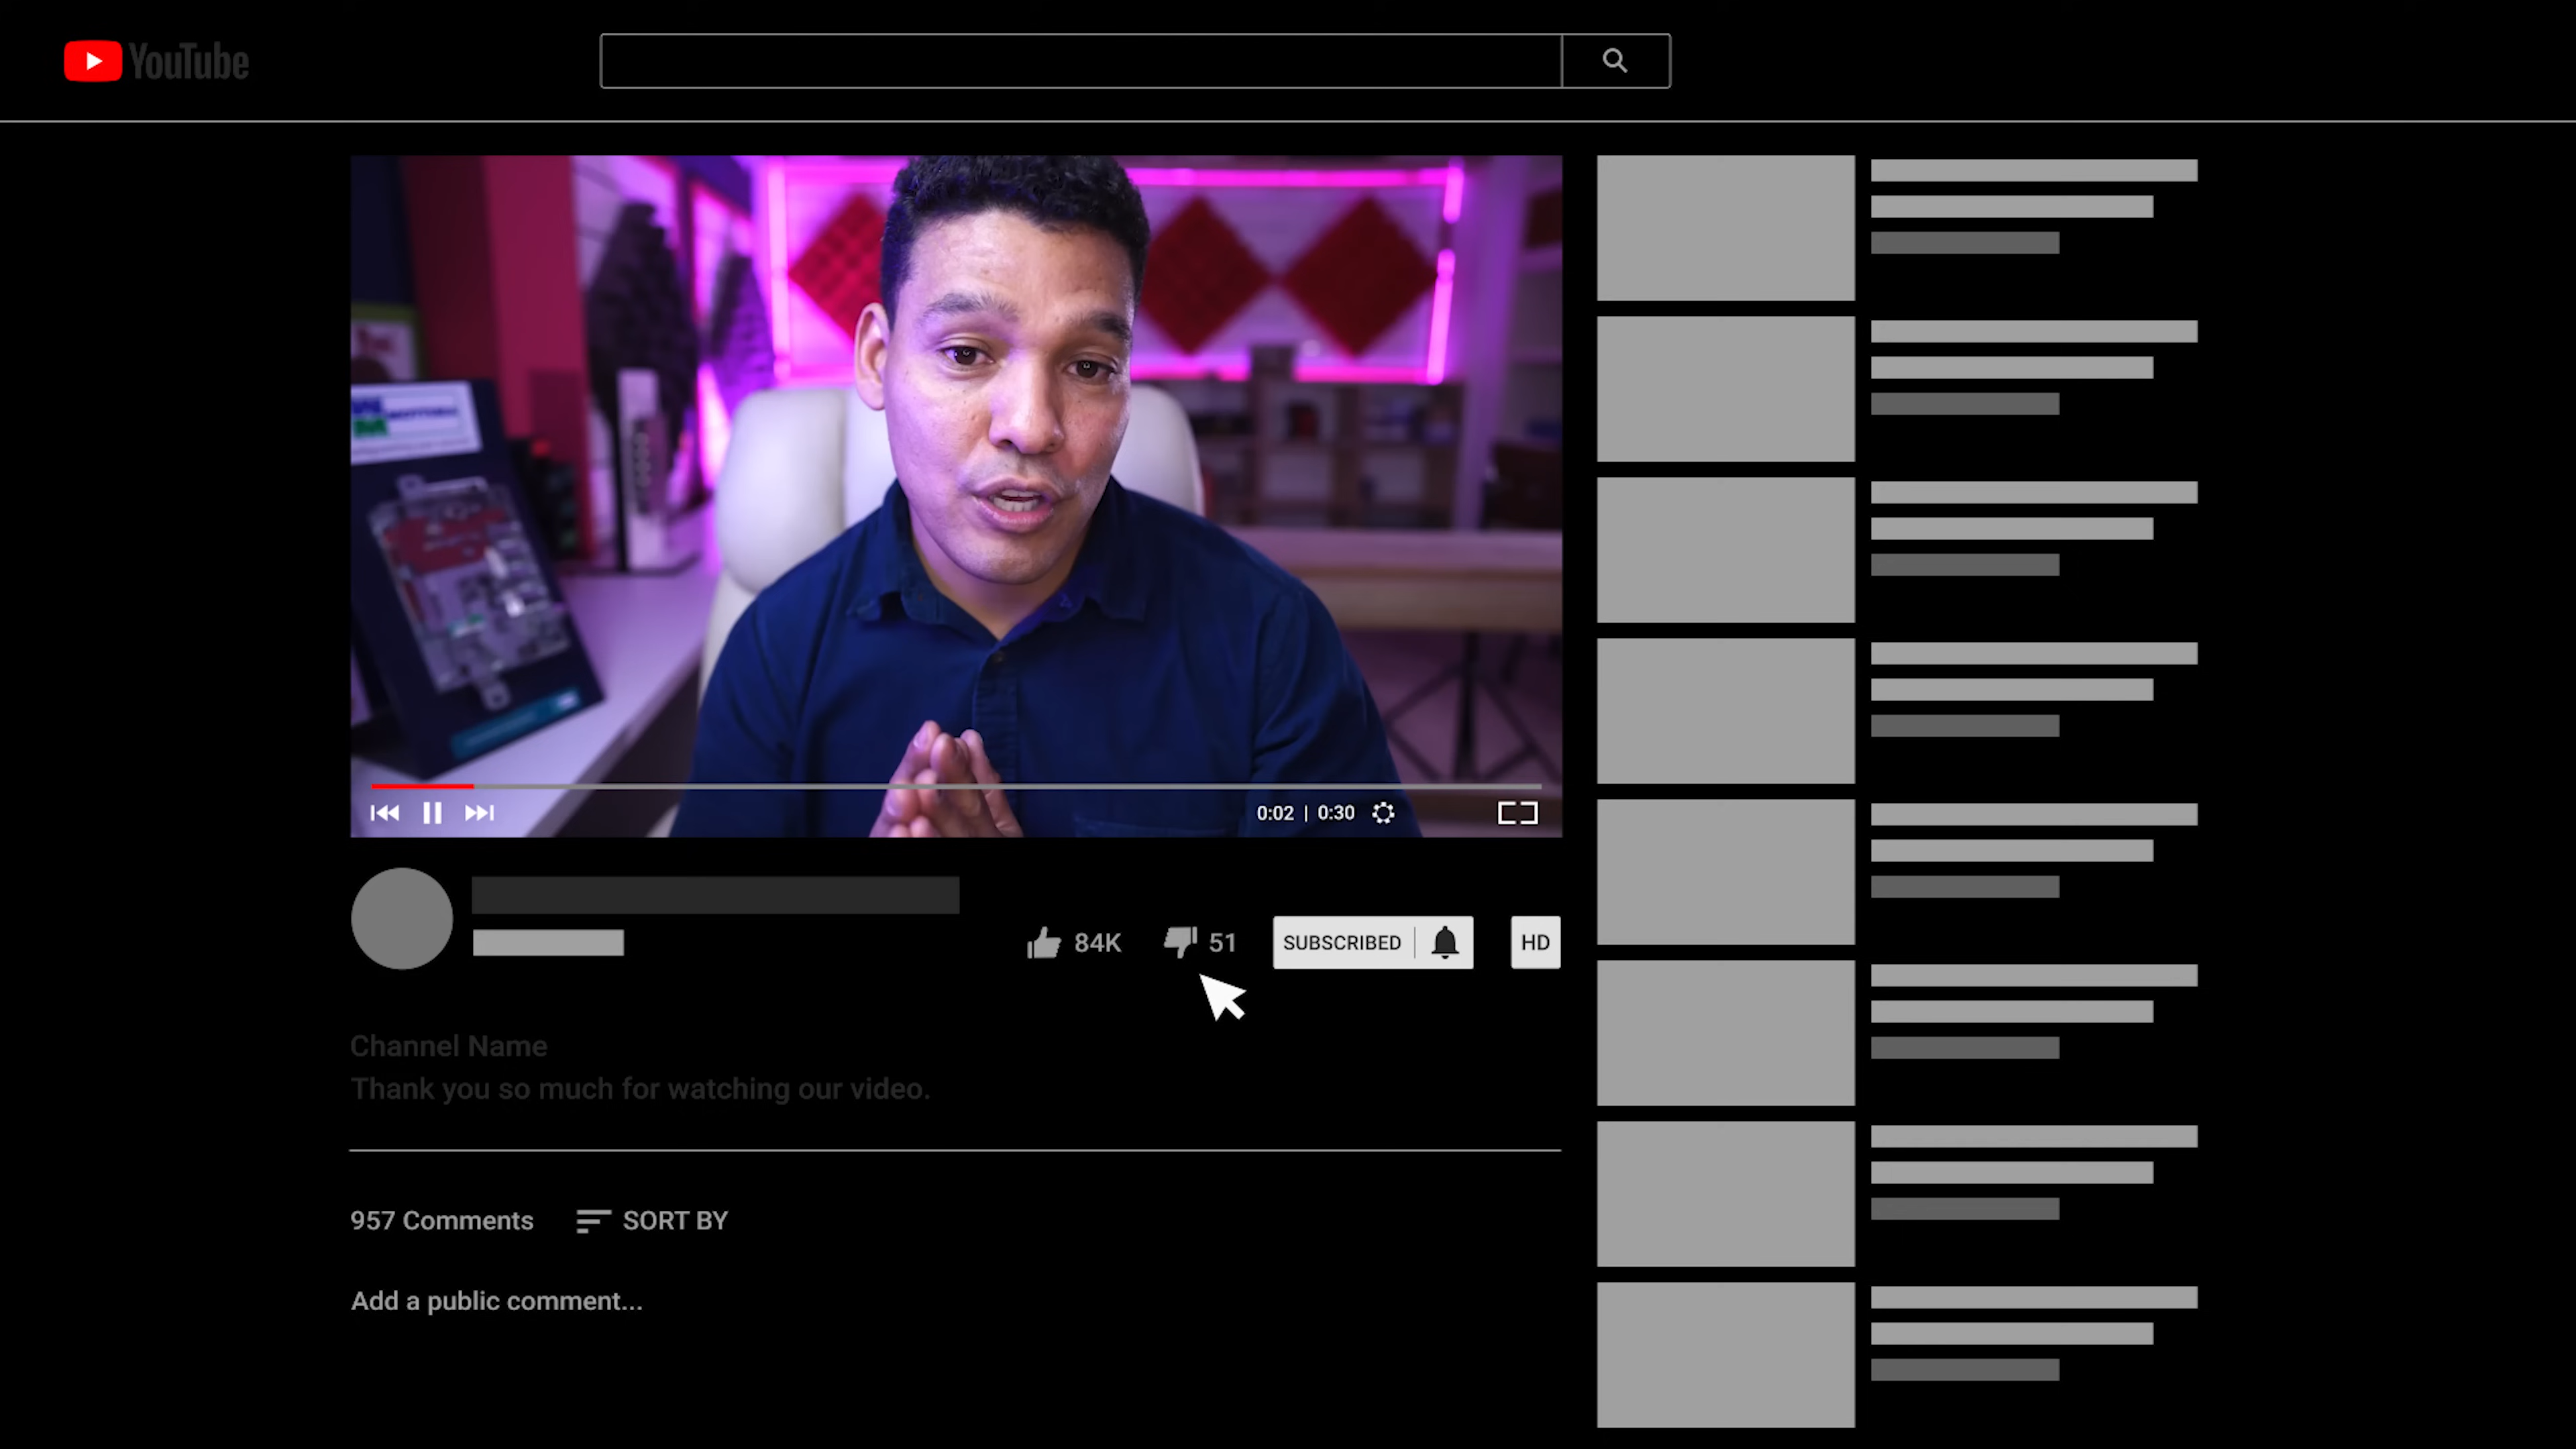 YouTube
0:02 | 0:30
84K
51
SUBSCRIBED
HD
Channel Name
Thank you so much for watching our video.
957 Comments
SORT BY
Add a public comment...